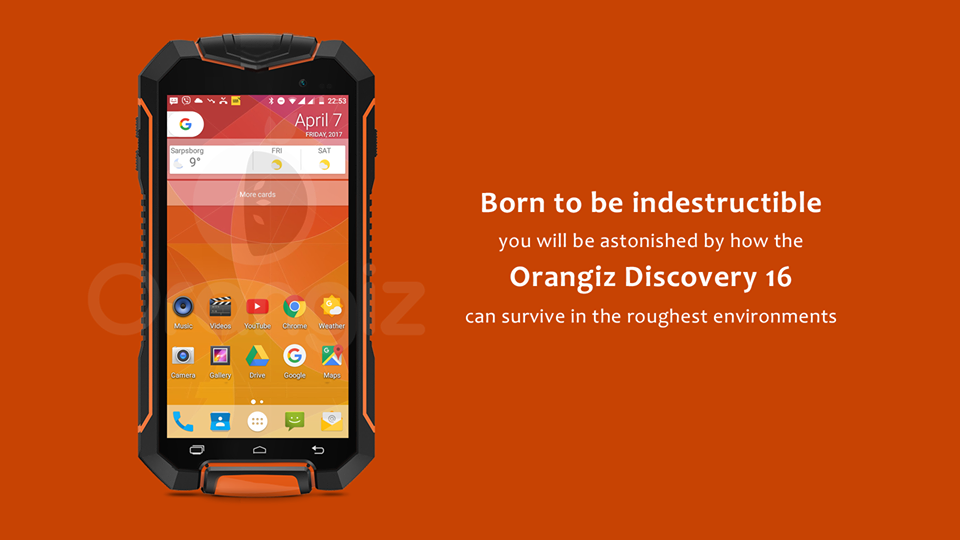 22:53
April 7
FRIDAY, 2017
Sarpsborg
9°
FRI
SAT
More cards
Music
Videos
YouTube
Chrome
Weather
Camera
Gallery
Drive
Google
Maps
Orangiz
Born to be indestructible
you will be astonished by how the
Orangiz Discovery 16
can survive in the roughest environments